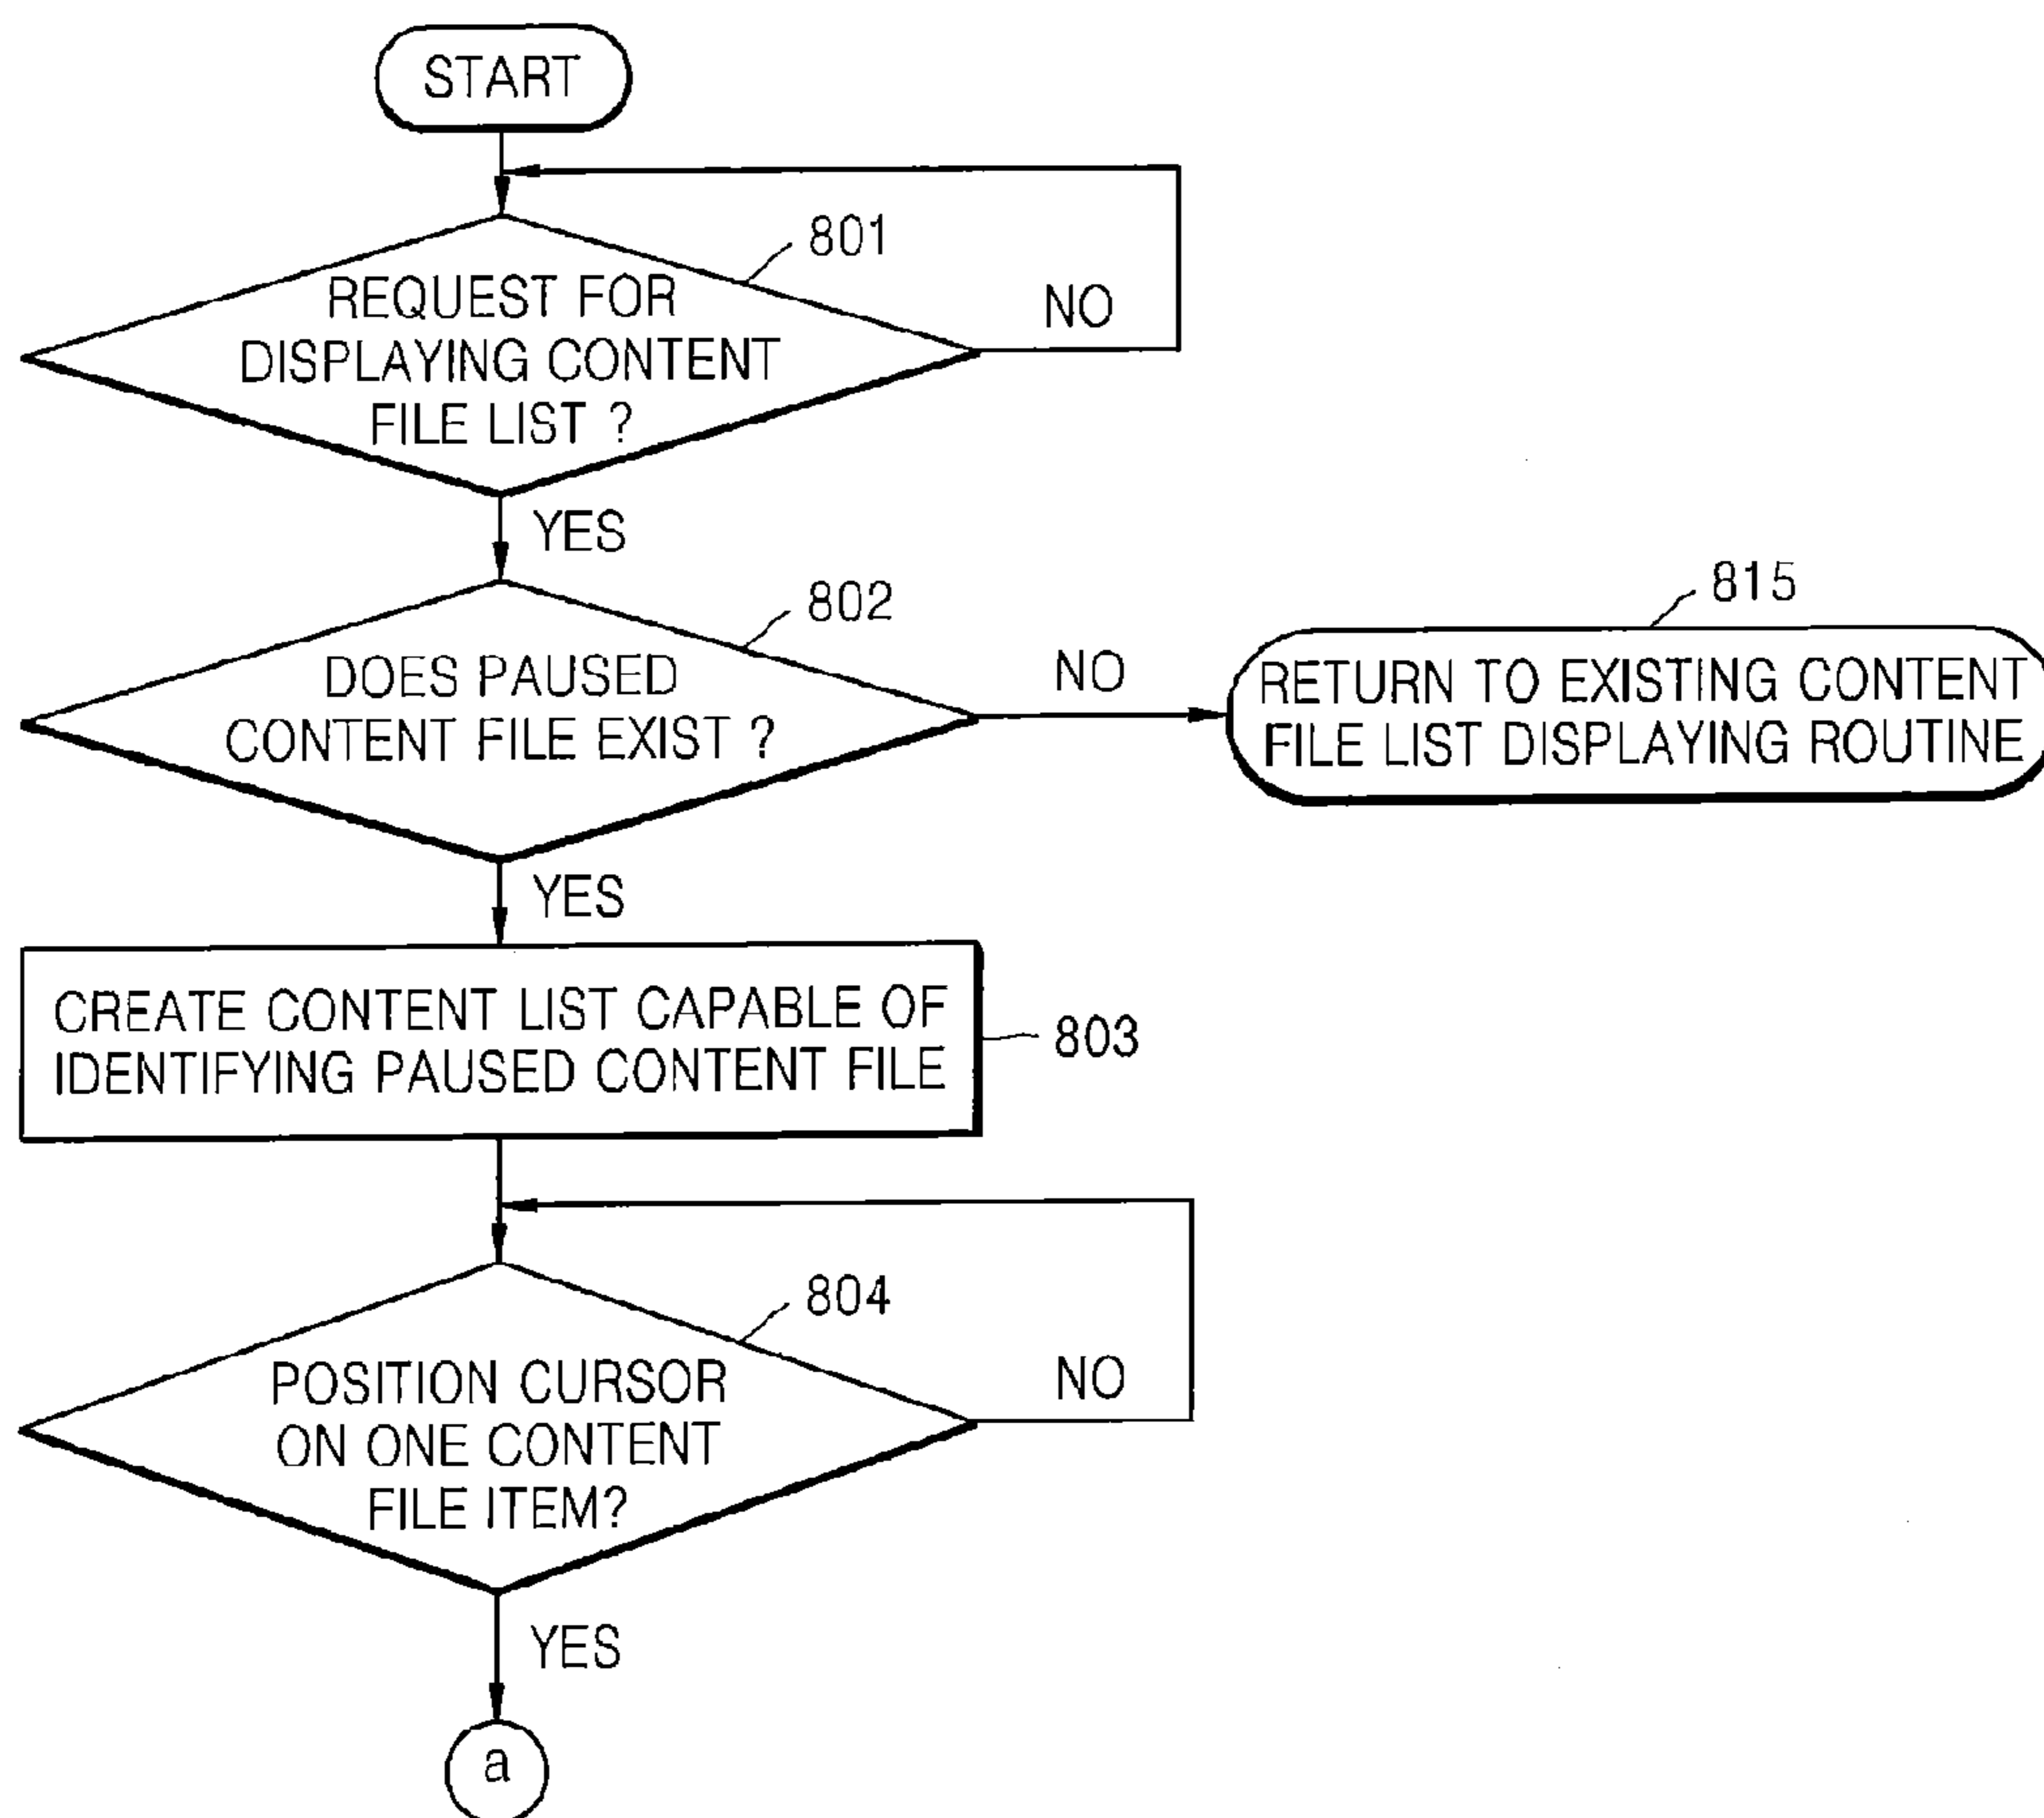 START
801
REQUEST FOR
DISPLAYING CONTENT
FILE LIST ?
NO
YES
802
DOES PAUSED
CONTENT FILE EXIST ?
NO
815
RETURN TO EXISTING CONTENT
FILE LIST DISPLAYING ROUTINE
YES
CREATE CONTENT LIST CAPABLE OF
IDENTIFYING PAUSED CONTENT FILE
803
804
POSITION CURSOR
ON ONE CONTENT
FILE ITEM?
NO
YES
a